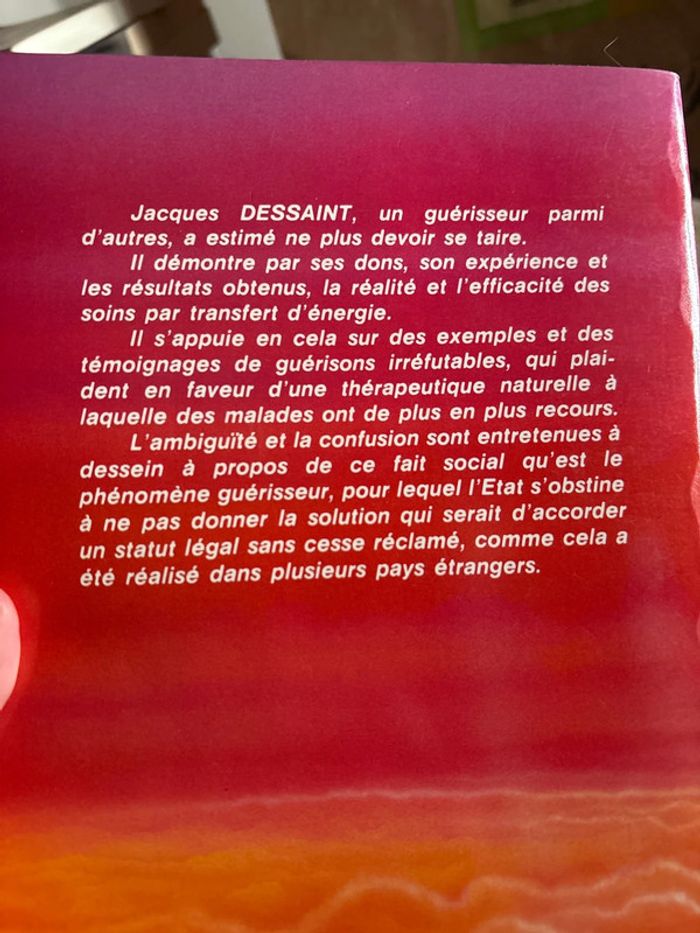 Jacques DESSAINT, un guérisseur parmi
d'autres, a estimé ne plus devoir se taire.
Il démontre par ses dons, son expérience et
les résultats obtenus, la réalité et l'efficacité des
soins par transfert d'énergie.
Il s'appuie en cela sur des exemples et des
témoignages de guérisons irréfutables, qui plai-
dent en faveur d'une thérapeutique naturelle à
laquelle des malades ont de plus en plus recours.
L'ambiguïté et la confusion sont entretenues à
dessein à propos de ce fait social qu'est le
phénomène guérisseur, pour lequel l'Etat s'obstine
à ne pas donner la solution qui serait d'accorder
un statut légal sans cesse réclamé, comme cela a
été réalisé dans plusieurs pays étrangers.